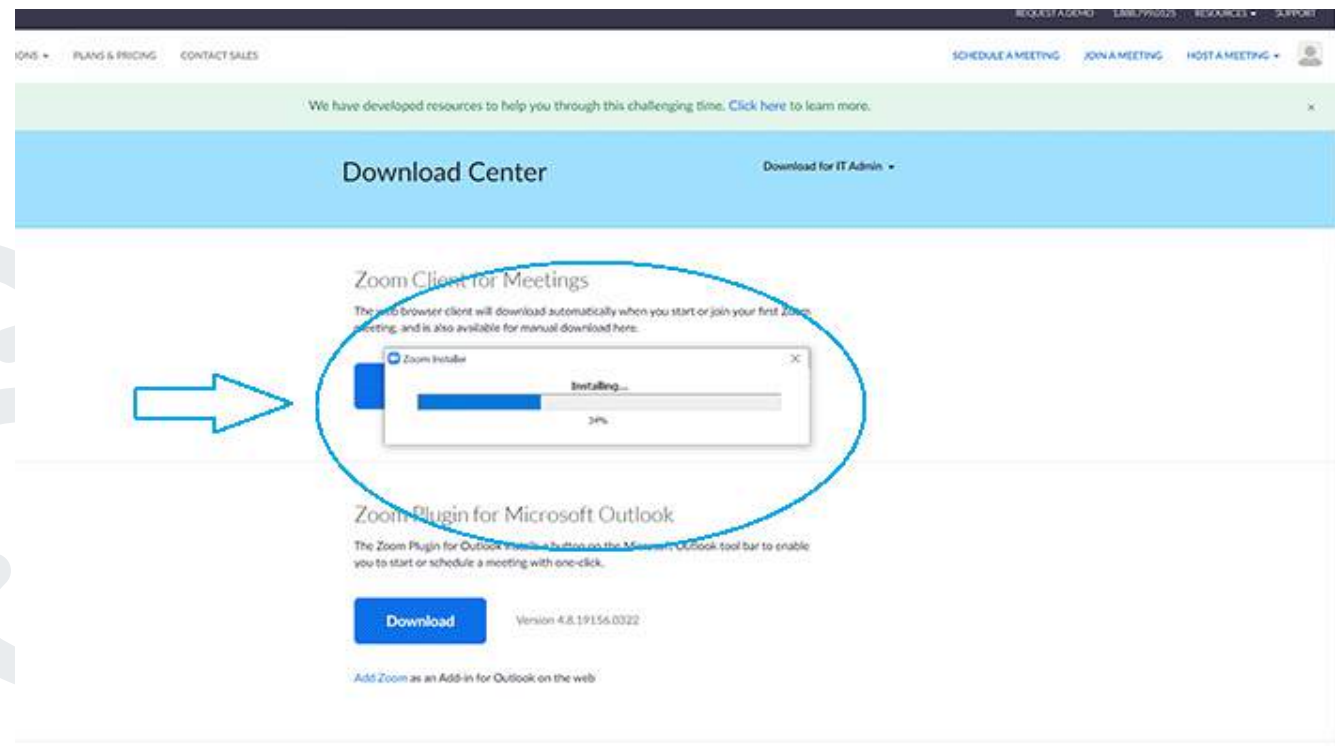 REQUEST A DEMO 1.888.799.0125 RESOURCES SUPPORT
PLANS & PRICING CONTACT SALES SCHEDULE A MEETING JOIN A MEETING HOST A MEETING
We have developed resources to help you through this challenging time. Click here to learn more.
Download Center Download for IT Admin
Zoom Client for Meetings
The web browser client will download automatically when you start or join your first Zoom
meeting, and is also available for manual download here.
Zoom Installer
Installing...
34%
Zoom Plugin for Microsoft Outlook
The Zoom Plugin for Outlook installs a button on the Microsoft Outlook tool bar to enable
you to start or schedule a meeting with one-click.
Download Version 4.8.19156.0322
Add Zoom as an Add-in for Outlook on the web